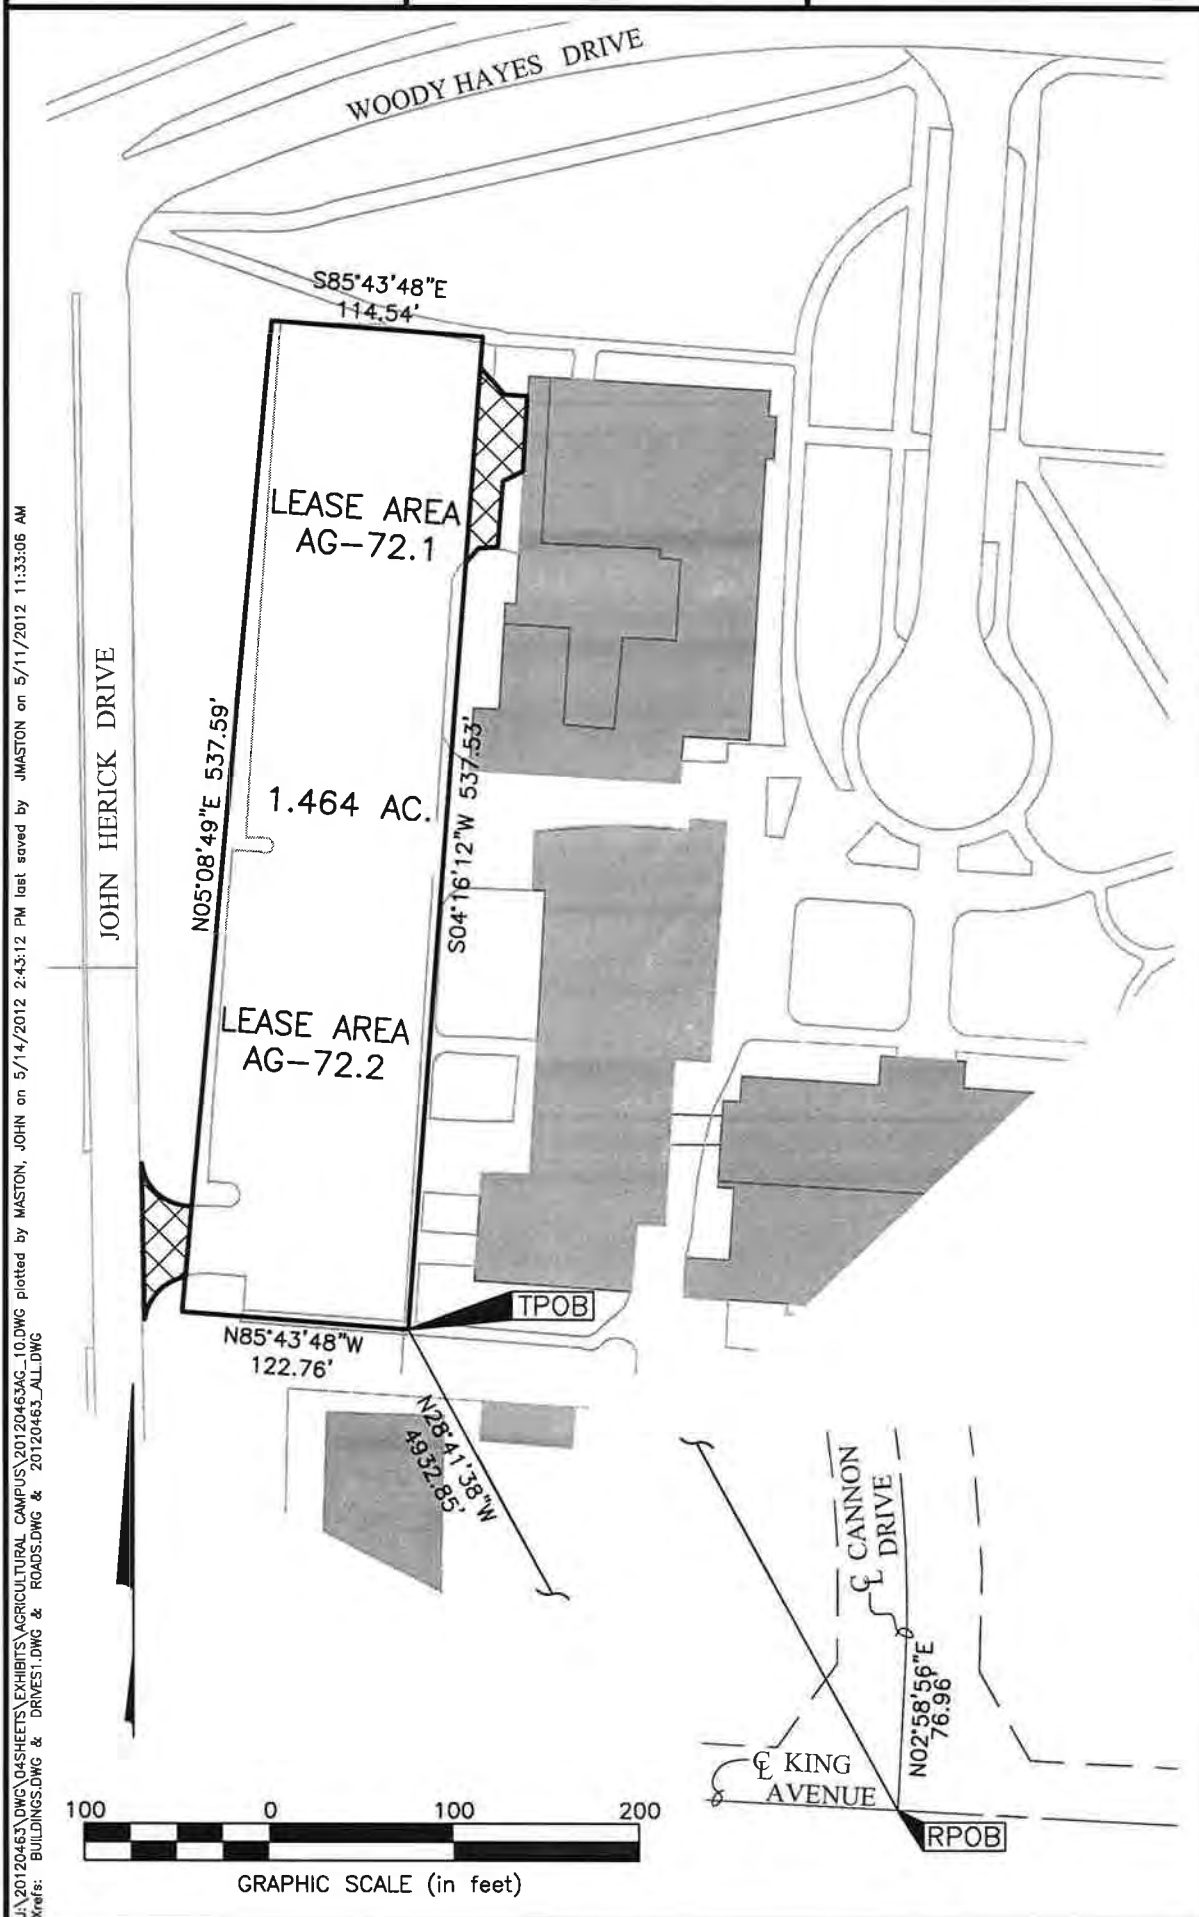 WOODY HAYES DRIVE
S85°43'48"E
114.54'
LEASE AREA
AG-72.1
JOHN HERICK DRIVE
N05°08'49"E 537.59'
1.464 AC.
S04°16'12"W 537.53'
LEASE AREA
AG-72.2
TPOB
N85°43'48"W
122.76'
N28°41'38"W
4932.85'
℄ CANNON
DRIVE
N02°58'56"E
76.96'
℄ KING
AVENUE
RPOB
100 0 100 200
GRAPHIC SCALE (in feet)
J:\20120463\DWG\04SHEETS\EXHIBITS\AGRICULTURAL CAMPUS\20120463AG_10.DWG plotted by MASTON, JOHN on 5/14/2012 2:43:12 PM last saved by JMASTON on 5/11/2012 11:33:06 AM
Xrefs: BUILDINGS.DWG & DRIVES1.DWG & ROADS.DWG & 20120463_ALL.DWG